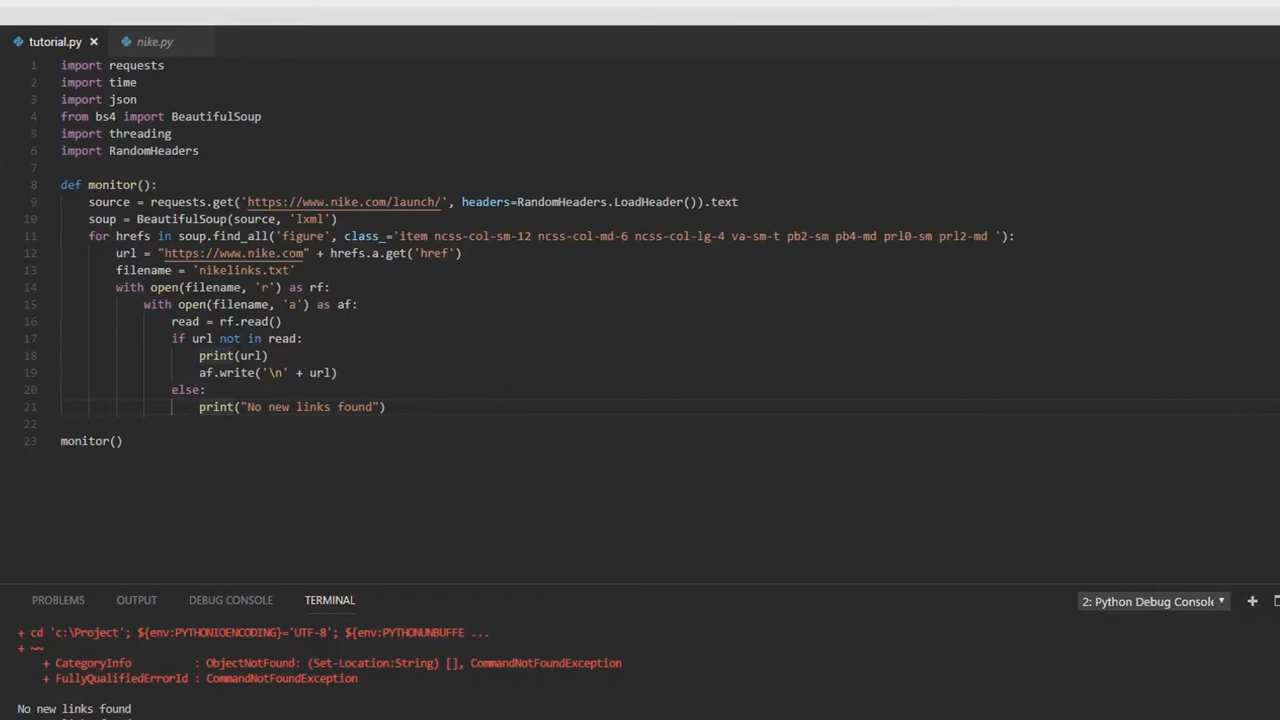 tutorial.py × nike.py
1 import requests
2 import time
3 import json
4 from bs4 import BeautifulSoup
5 import threading
6 import RandomHeaders
7
8 def monitor():
9 source = requests.get('https://www.nike.com/launch/', headers=RandomHeaders.LoadHeader()).text
10 soup = BeautifulSoup(source, 'lxml')
11 for hrefs in soup.find_all('figure', class_='item ncss-col-sm-12 ncss-col-md-6 ncss-col-lg-4 va-sm-t pb2-sm pb4-md prl0-sm prl2-md '):
12 url = "https://www.nike.com" + hrefs.a.get('href')
13 filename = 'nikelinks.txt'
14 with open(filename, 'r') as rf:
15 with open(filename, 'a') as af:
16 read = rf.read()
17 if url not in read:
18 print(url)
19 af.write('\n' + url)
20 else:
21 print("No new links found")
22
23 monitor()
PROBLEMS OUTPUT DEBUG CONSOLE TERMINAL 2: Python Debug Console
+ cd 'c:\Project'; ${env:PYTHONIOENCODING}='UTF-8'; ${env:PYTHONUNBUFFE ...
+ ~~
+ CategoryInfo : ObjectNotFound: (Set-Location:String) [], CommandNotFoundException
+ FullyQualifiedErrorId : CommandNotFoundException
No new links found